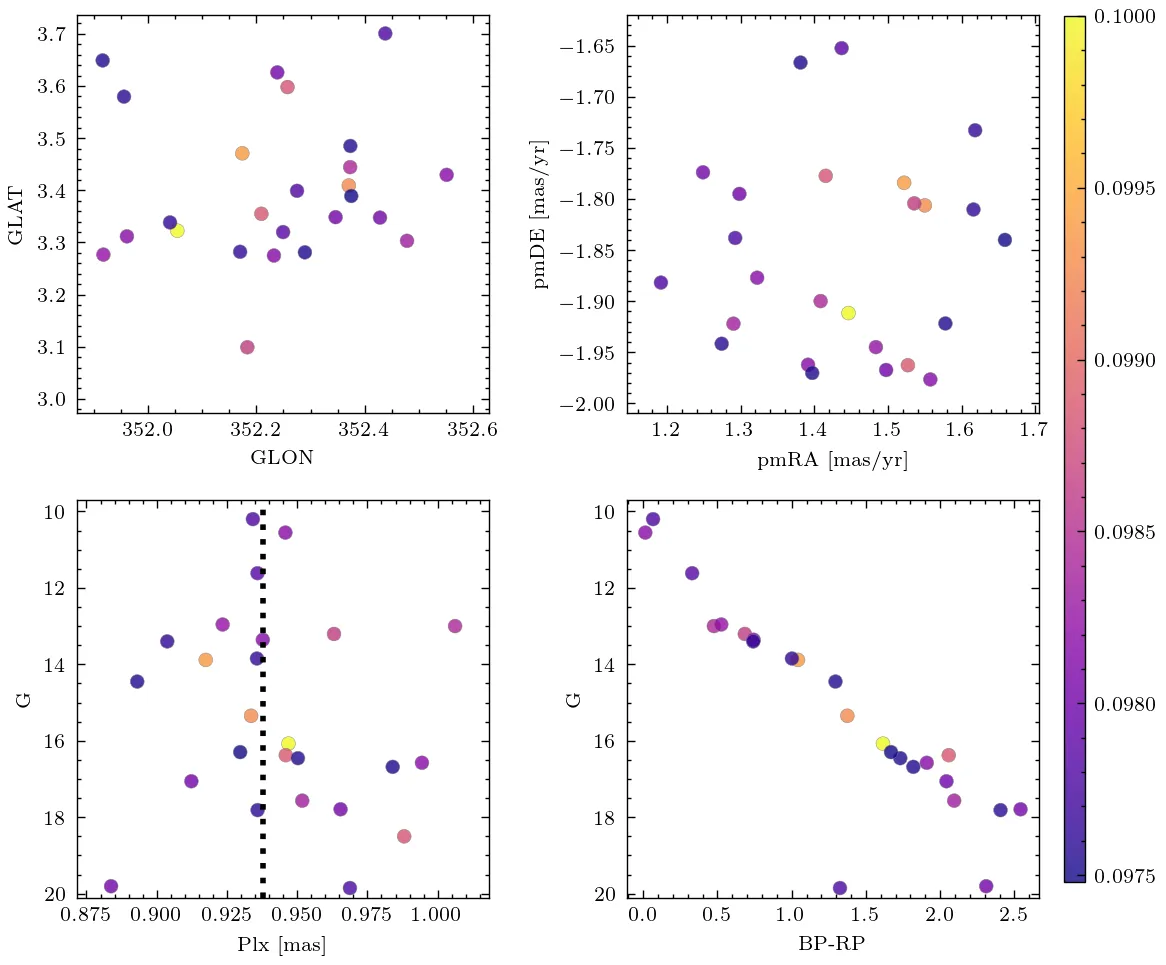 3.7
3.6
3.5
3.4
3.3
3.2
3.1
3.0
GLAT
352.0 352.2 352.4 352.6
GLON
−1.65
−1.70
−1.75
−1.80
−1.85
−1.90
−1.95
−2.00
pmDE [mas/yr]
1.2 1.3 1.4 1.5 1.6 1.7
pmRA [mas/yr]
10
12
14
16
18
20
G
0.875 0.900 0.925 0.950 0.975 1.000
Plx [mas]
10
12
14
16
18
20
G
0.0 0.5 1.0 1.5 2.0 2.5
BP-RP
0.1000
0.0995
0.0990
0.0985
0.0980
0.0975